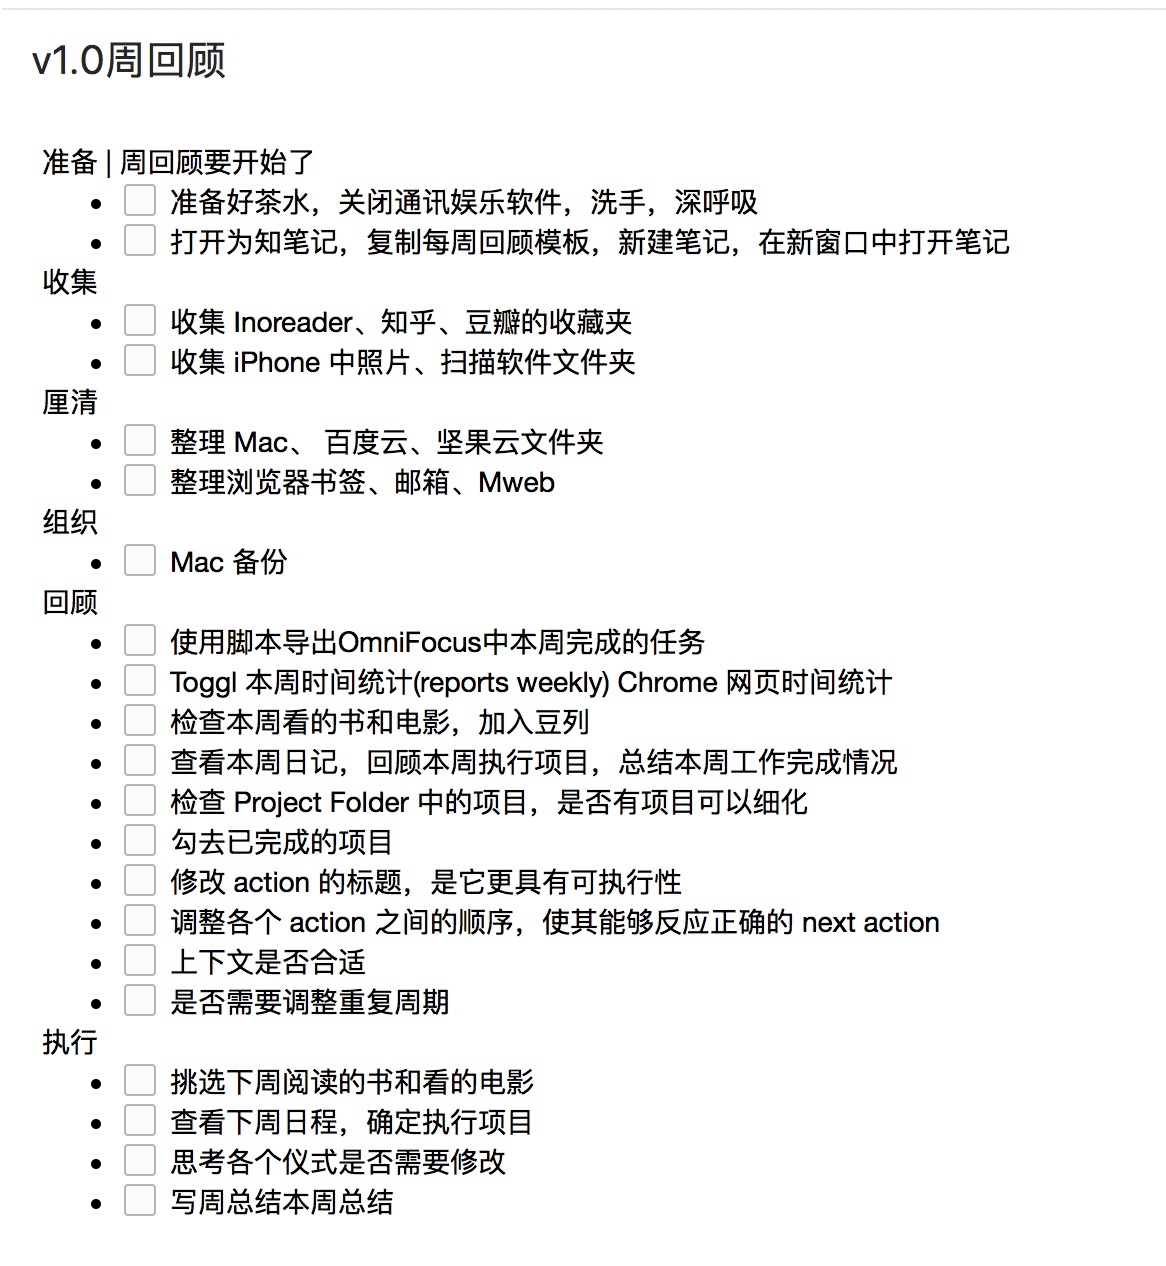 v1.0周回顾
准备 | 周回顾要开始了
准备好茶水，关闭通讯娱乐软件，洗手，深呼吸
打开为知笔记，复制每周回顾模板，新建笔记，在新窗口中打开笔记
收集
收集 Inoreader、知乎、豆瓣的收藏夹
收集 iPhone 中照片、扫描软件文件夹
厘清
整理 Mac、 百度云、坚果云文件夹
整理浏览器书签、邮箱、Mweb
组织
Mac 备份
回顾
使用脚本导出OmniFocus中本周完成的任务
Toggl 本周时间统计(reports weekly) Chrome 网页时间统计
检查本周看的书和电影，加入豆列
查看本周日记，回顾本周执行项目，总结本周工作完成情况
检查 Project Folder 中的项目，是否有项目可以细化
勾去已完成的项目
修改 action 的标题，是它更具有可执行性
调整各个 action 之间的顺序，使其能够反应正确的 next action
上下文是否合适
是否需要调整重复周期
执行
挑选下周阅读的书和看的电影
查看下周日程，确定执行项目
思考各个仪式是否需要修改
写周总结本周总结